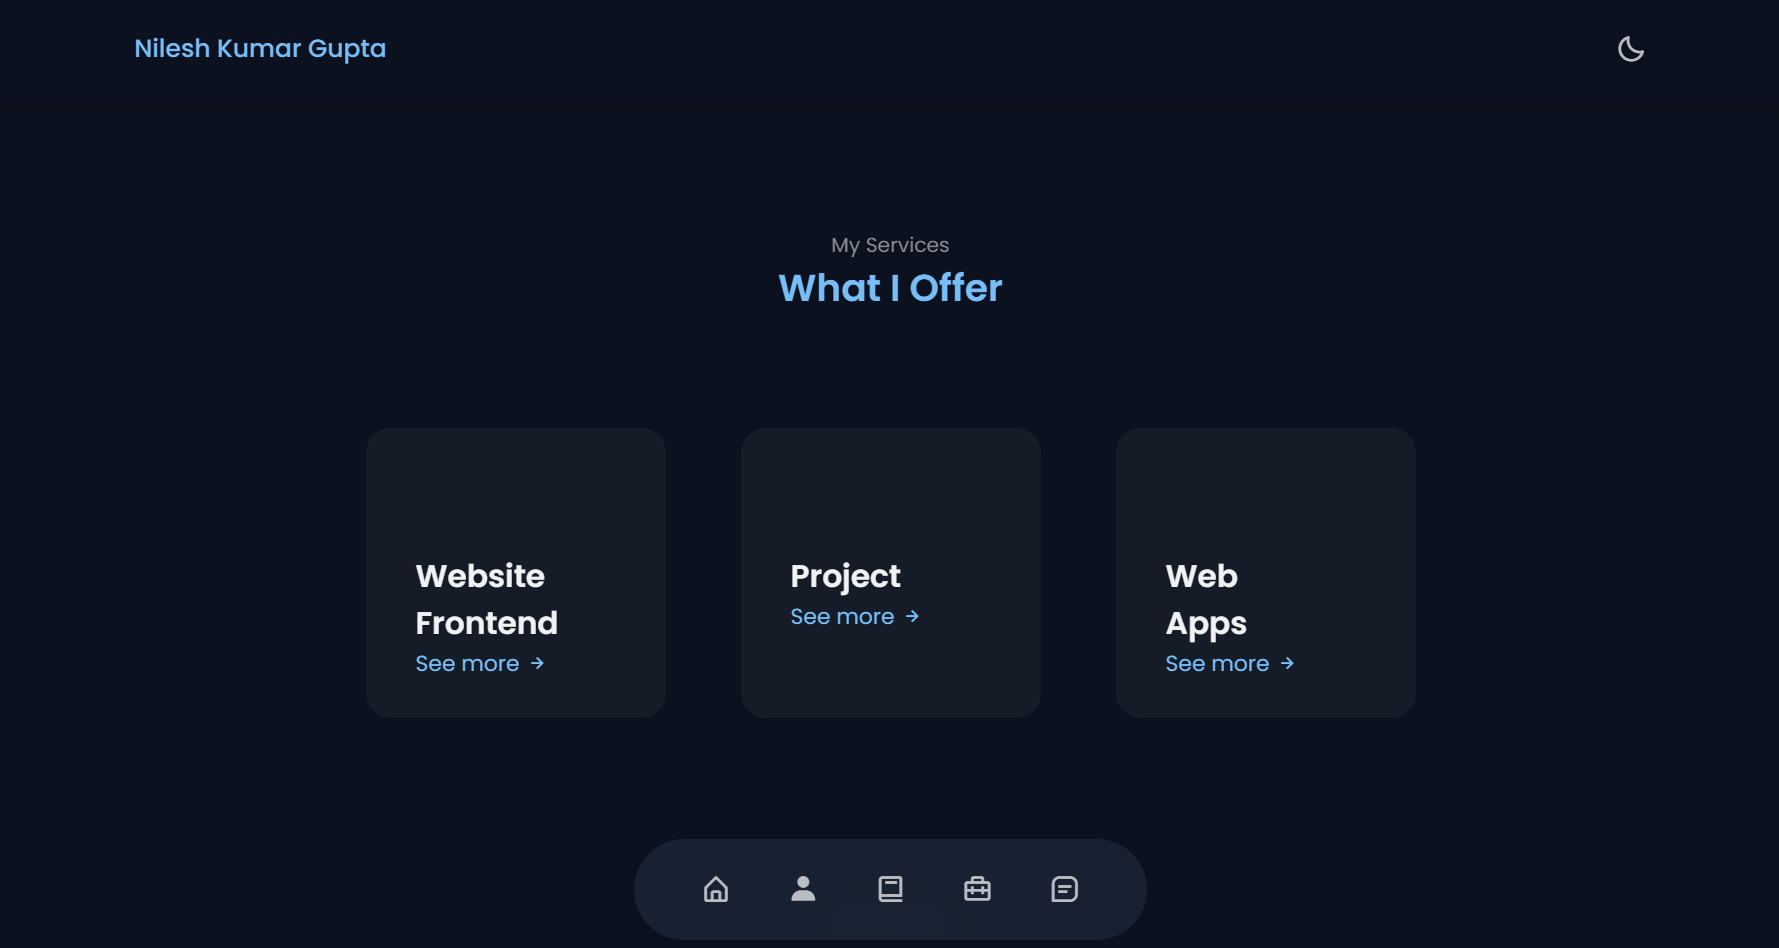 Nilesh Kumar Gupta
My Services
What I Offer
Website
Frontend
See more →
Project
See more →
Web
Apps
See more →